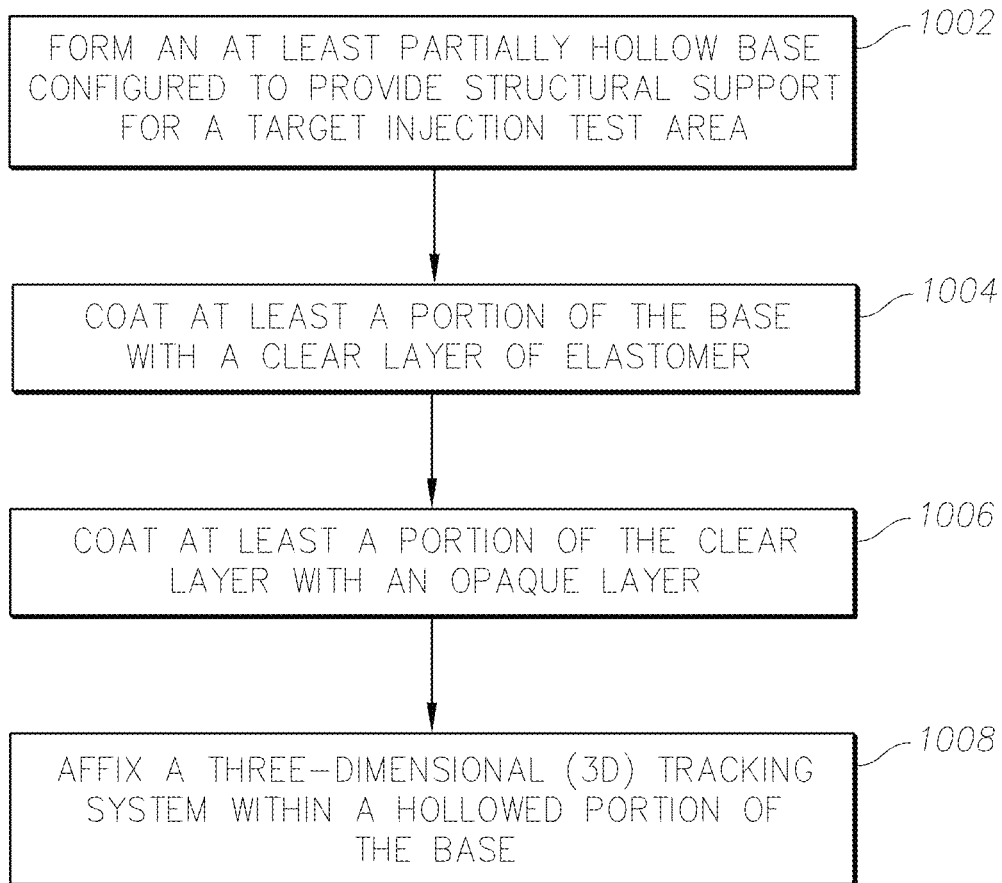 FORM AN AT LEAST PARTIALLY HOLLOW BASE
CONFIGURED TO PROVIDE STRUCTURAL SUPPORT
FOR A TARGET INJECTION TEST AREA
1002
COAT AT LEAST A PORTION OF THE BASE
WITH A CLEAR LAYER OF ELASTOMER
1004
COAT AT LEAST A PORTION OF THE CLEAR
LAYER WITH AN OPAQUE LAYER
1006
AFFIX A THREE-DIMENSIONAL (3D) TRACKING
SYSTEM WITHIN A HOLLOWED PORTION OF
THE BASE
1008